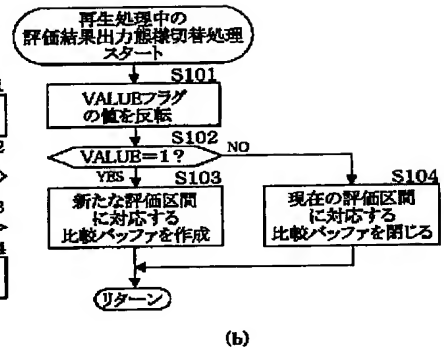 再生処理中の
評価結果出力態様切替処理
スタート
S101
VALUEフラグ
の値を反転
S102
VALUE=1?
NO
YES
S103
新たな評価区間
に対応する
比較バッファを作成
S104
現在の評価区間
に対応する
比較バッファを閉じる
リターン
(b)